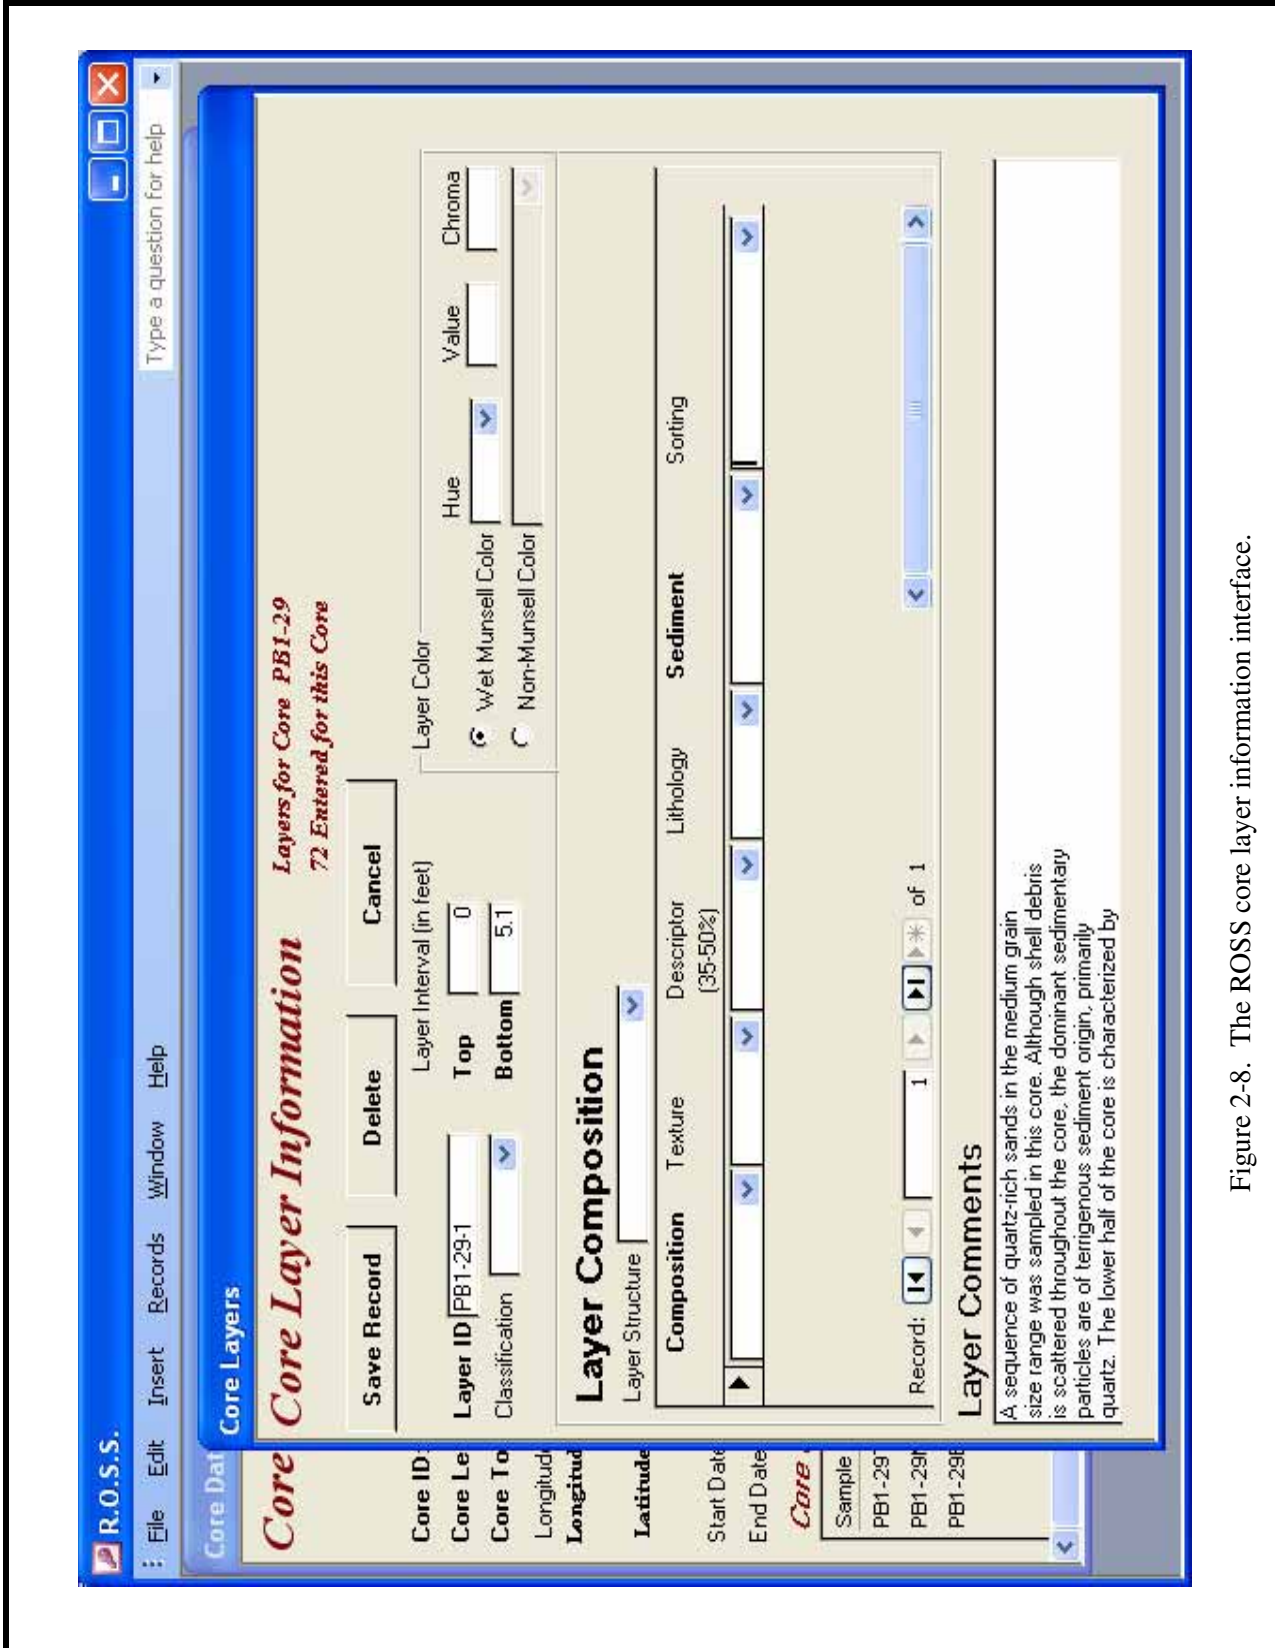 R.O.S.S.
File Edit Insert Records Window Help Type a question for help
Core Dat
Core Layers
Core
Core Layer Information
Layers for Core PB1-29
72 Entered for this Core
Save Record Delete Cancel
Core ID:
Core Le
Core To
Longitude
Longitud
Latitude
Start Date
End Date
Core
Sample
PB1-29T
PB1-29M
PB1-29B
Layer ID PB1-29-1
Classification
Layer Interval (in feet)
Top 0
Bottom 5.1
Layer Color
Hue Value Chroma
Wet Munsell Color
Non-Munsell Color
Layer Composition
Layer Structure
Composition Texture Descriptor Lithology Sediment Sorting
(35-50%)
Record: 1 of 1
Layer Comments
A sequence of quartz-rich sands in the medium grain
size range was sampled in this core. Although shell debris
is scattered throughout the core, the dominant sedimentary
particles are of terrigenous sediment origin, primarily
quartz. The lower half of the core is characterized by
Figure 2-8. The ROSS core layer information interface.